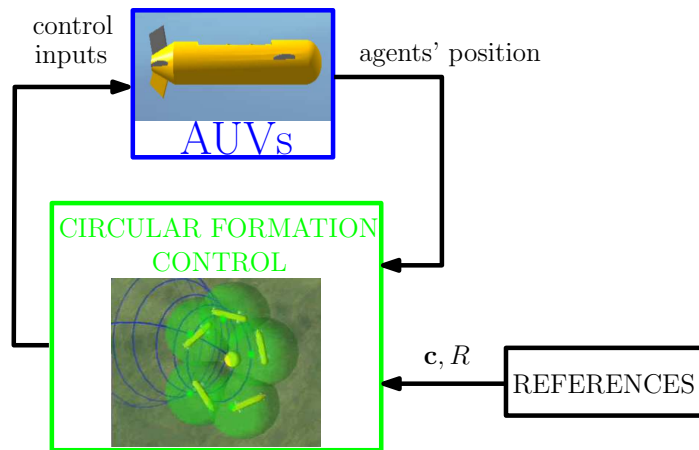 control
inputs
agents' position
AUVs
CIRCULAR FORMATION
CONTROL
c, R
REFERENCES